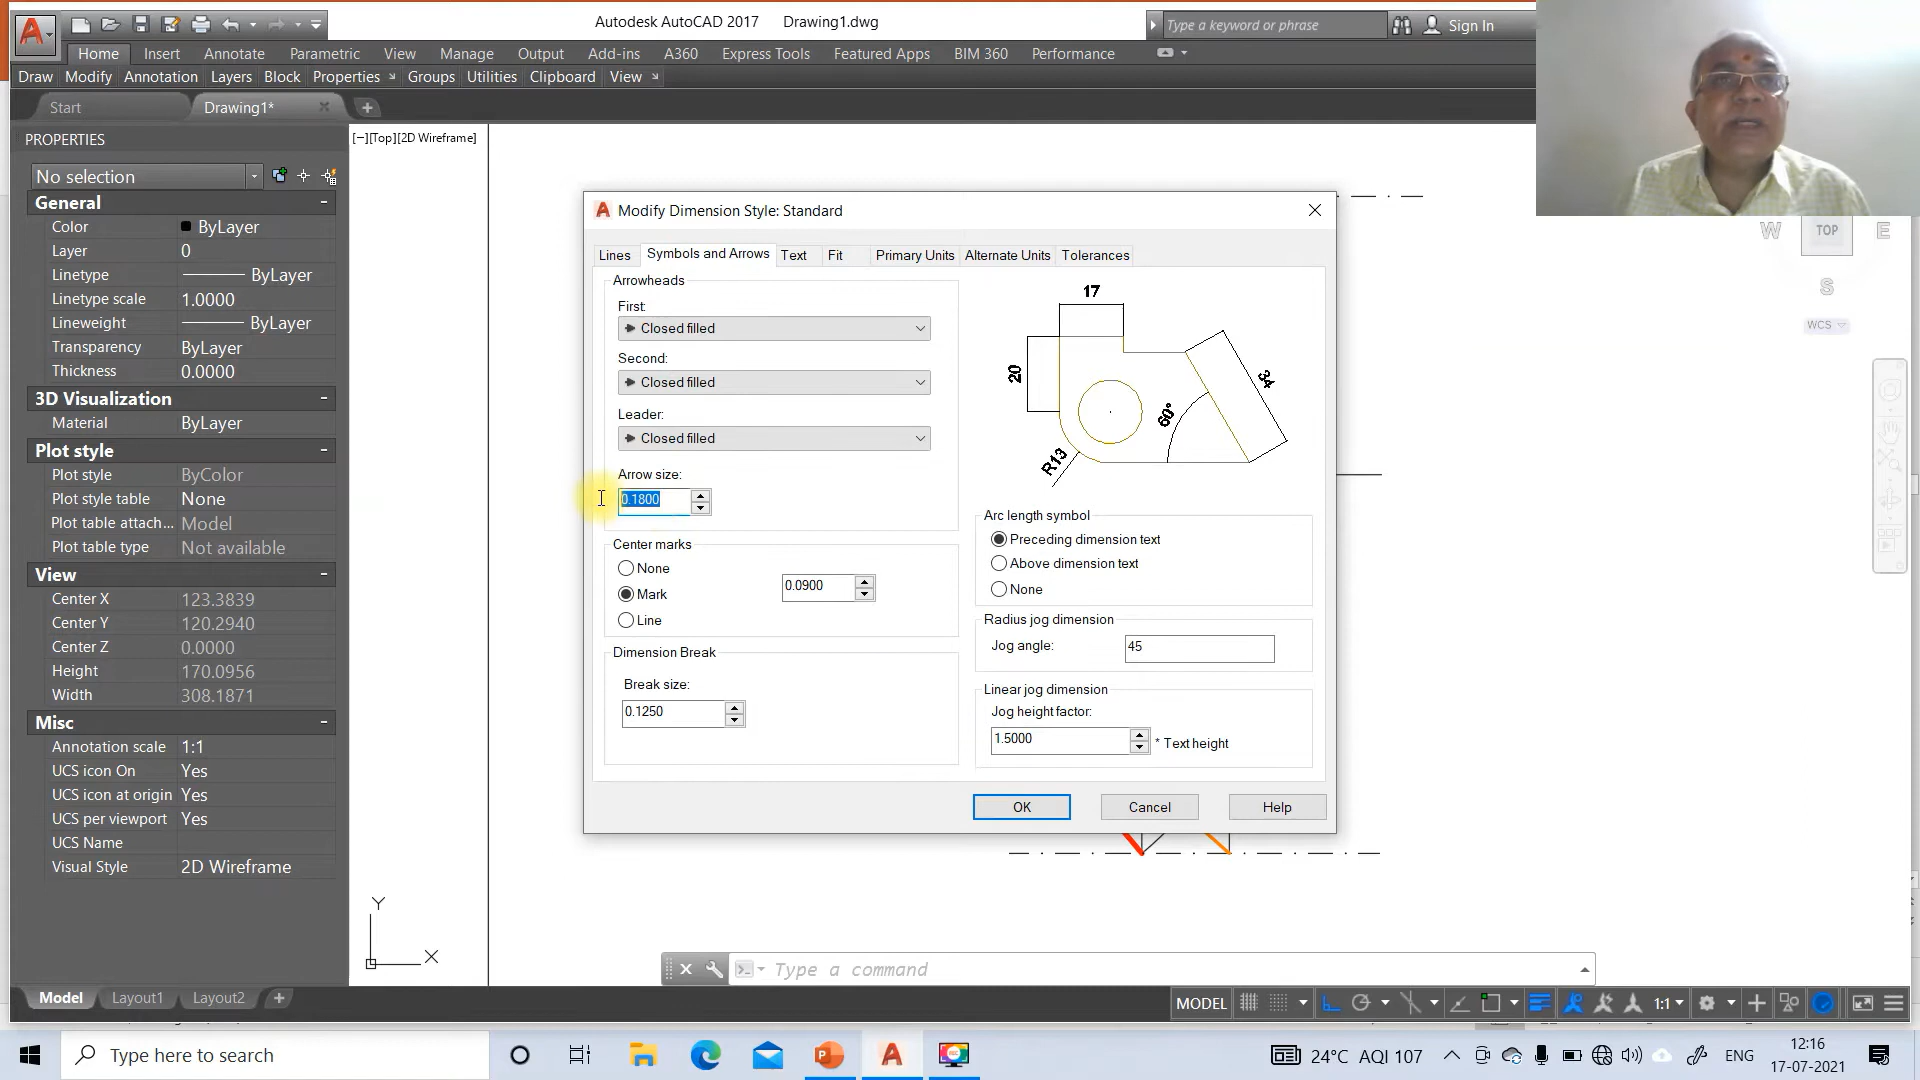 Autodesk AutoCAD 2017 Drawing1.dwg
Type a keyword or phrase
Sign In
Home Insert Annotate Parametric View Manage Output Add-ins A360 Express Tools Featured Apps BIM 360 Performance
Draw Modify Annotation Layers Block Properties Groups Utilities Clipboard View
Start Drawing1*
PROPERTIES
[−][Top][2D Wireframe]
No selection
General
Color ByLayer
Layer 0
Linetype ByLayer
Linetype scale 1.0000
Lineweight ByLayer
Transparency ByLayer
Thickness 0.0000
3D Visualization
Material ByLayer
Plot style
Plot style ByColor
Plot style table None
Plot table attach... Model
Plot table type Not available
View
Center X 123.3839
Center Y 120.2940
Center Z 0.0000
Height 170.0956
Width 308.1871
Misc
Annotation scale 1:1
UCS icon On Yes
UCS icon at origin Yes
UCS per viewport Yes
UCS Name
Visual Style 2D Wireframe
Modify Dimension Style: Standard
Lines Symbols and Arrows Text Fit Primary Units Alternate Units Tolerances
Arrowheads
First:
Closed filled
Second:
Closed filled
Leader:
Closed filled
Arrow size:
0.1800
Center marks
None
Mark
0.0900
Line
Dimension Break
Break size:
0.1250
17
20
34
60°
R13
Arc length symbol
Preceding dimension text
Above dimension text
None
Radius jog dimension
Jog angle:
45
Linear jog dimension
Jog height factor:
1.5000
* Text height
OK Cancel Help
W TOP E
S
WCS
Y
X
Type a command
Model Layout1 Layout2
MODEL
1:1
Type here to search
24°C AQI 107
ENG
12:16
17-07-2021